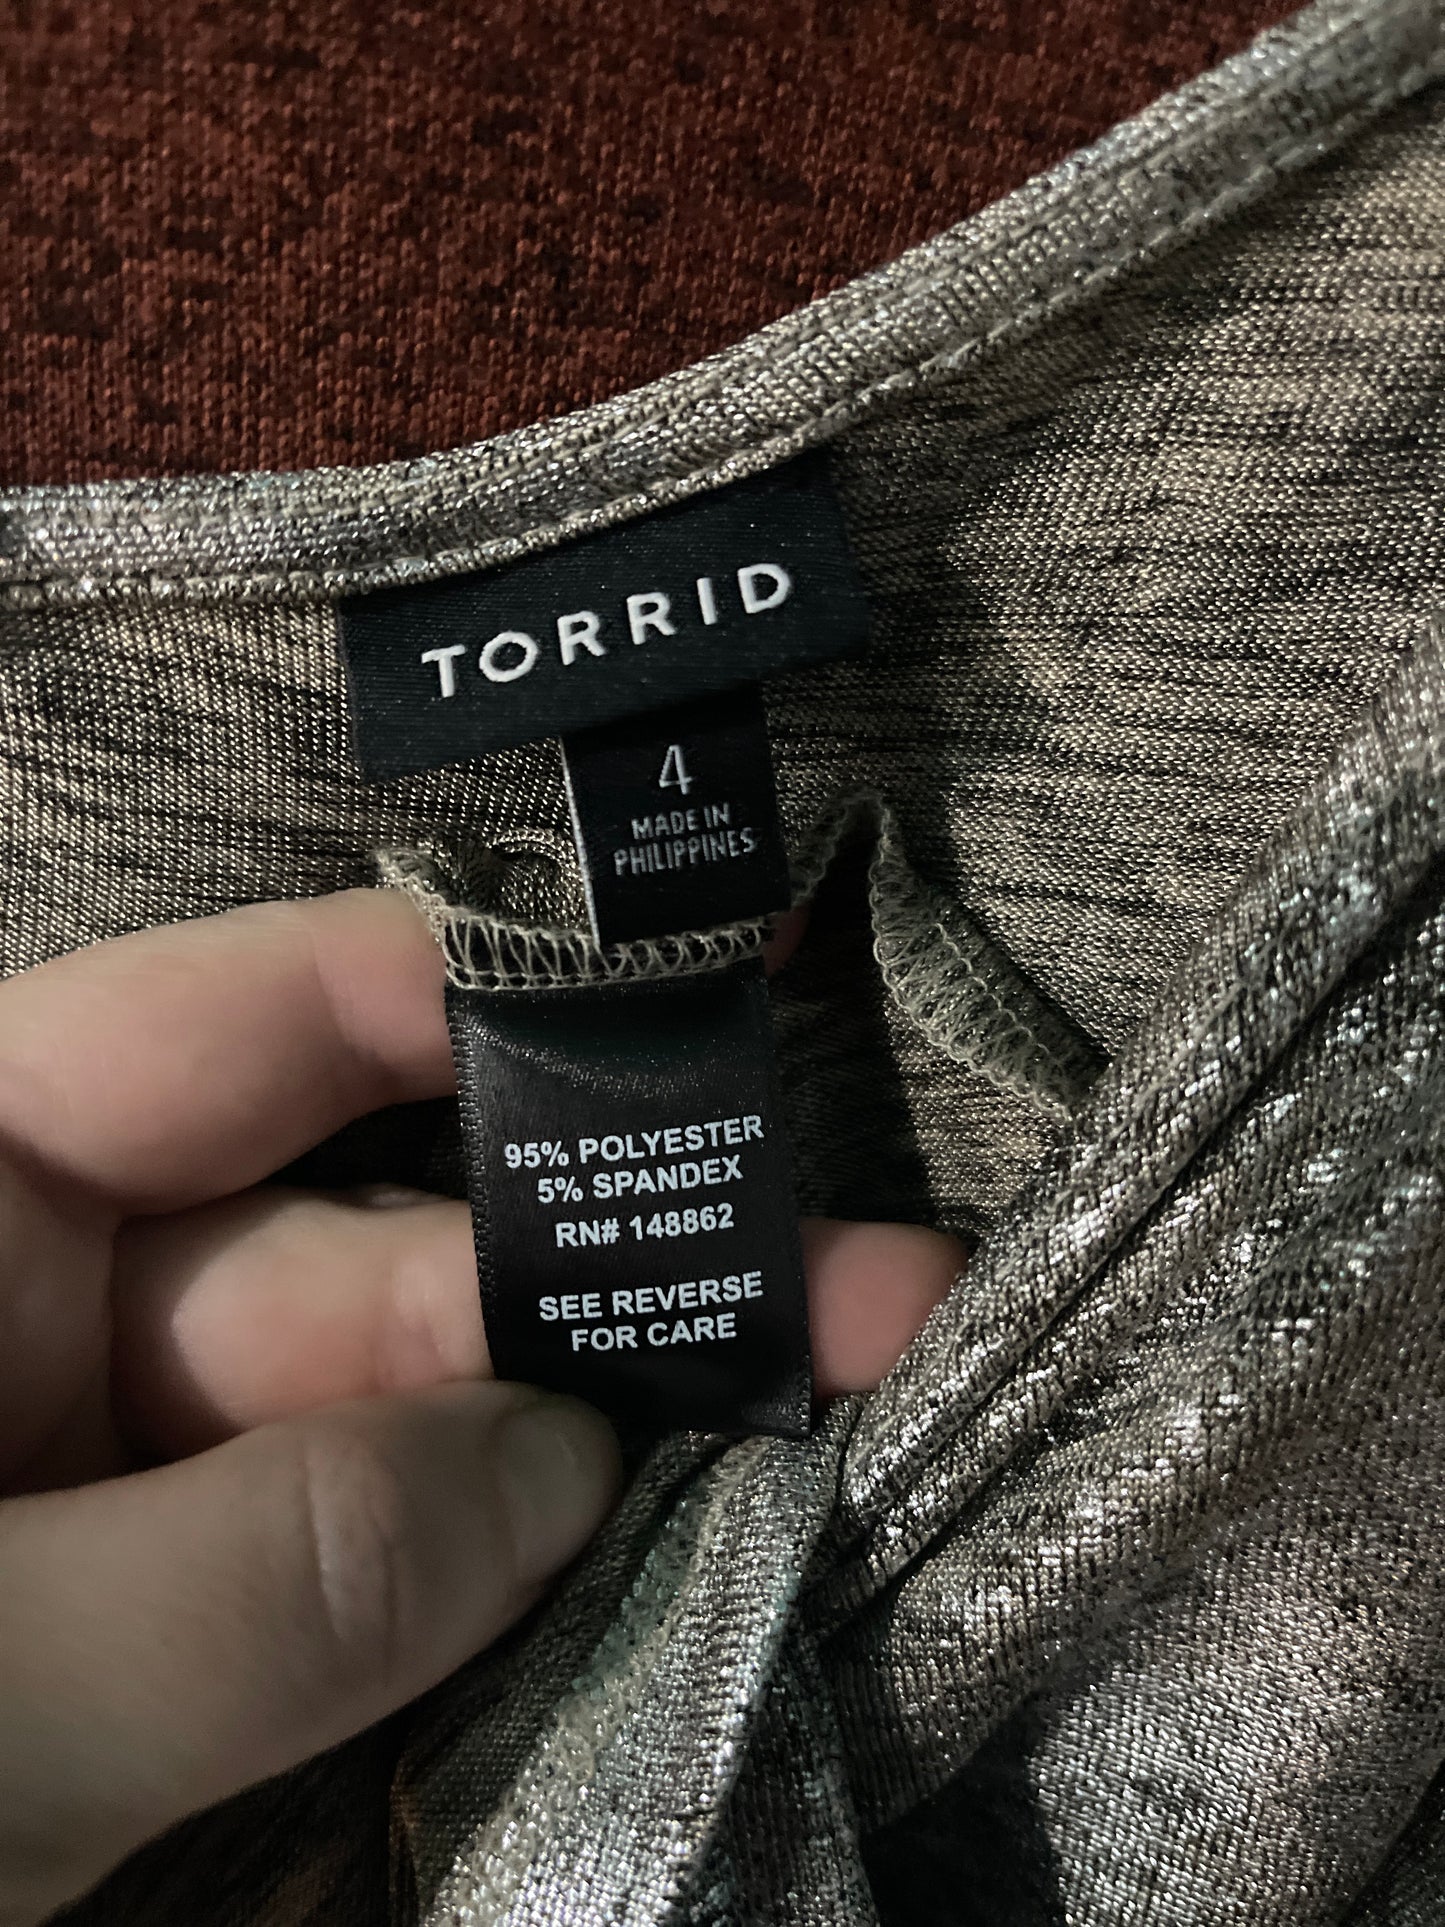 TORRID
4
MADE IN
PHILIPPINES
95% POLYESTER
5% SPANDEX
RN# 148862
SEE REVERSE
FOR CARE